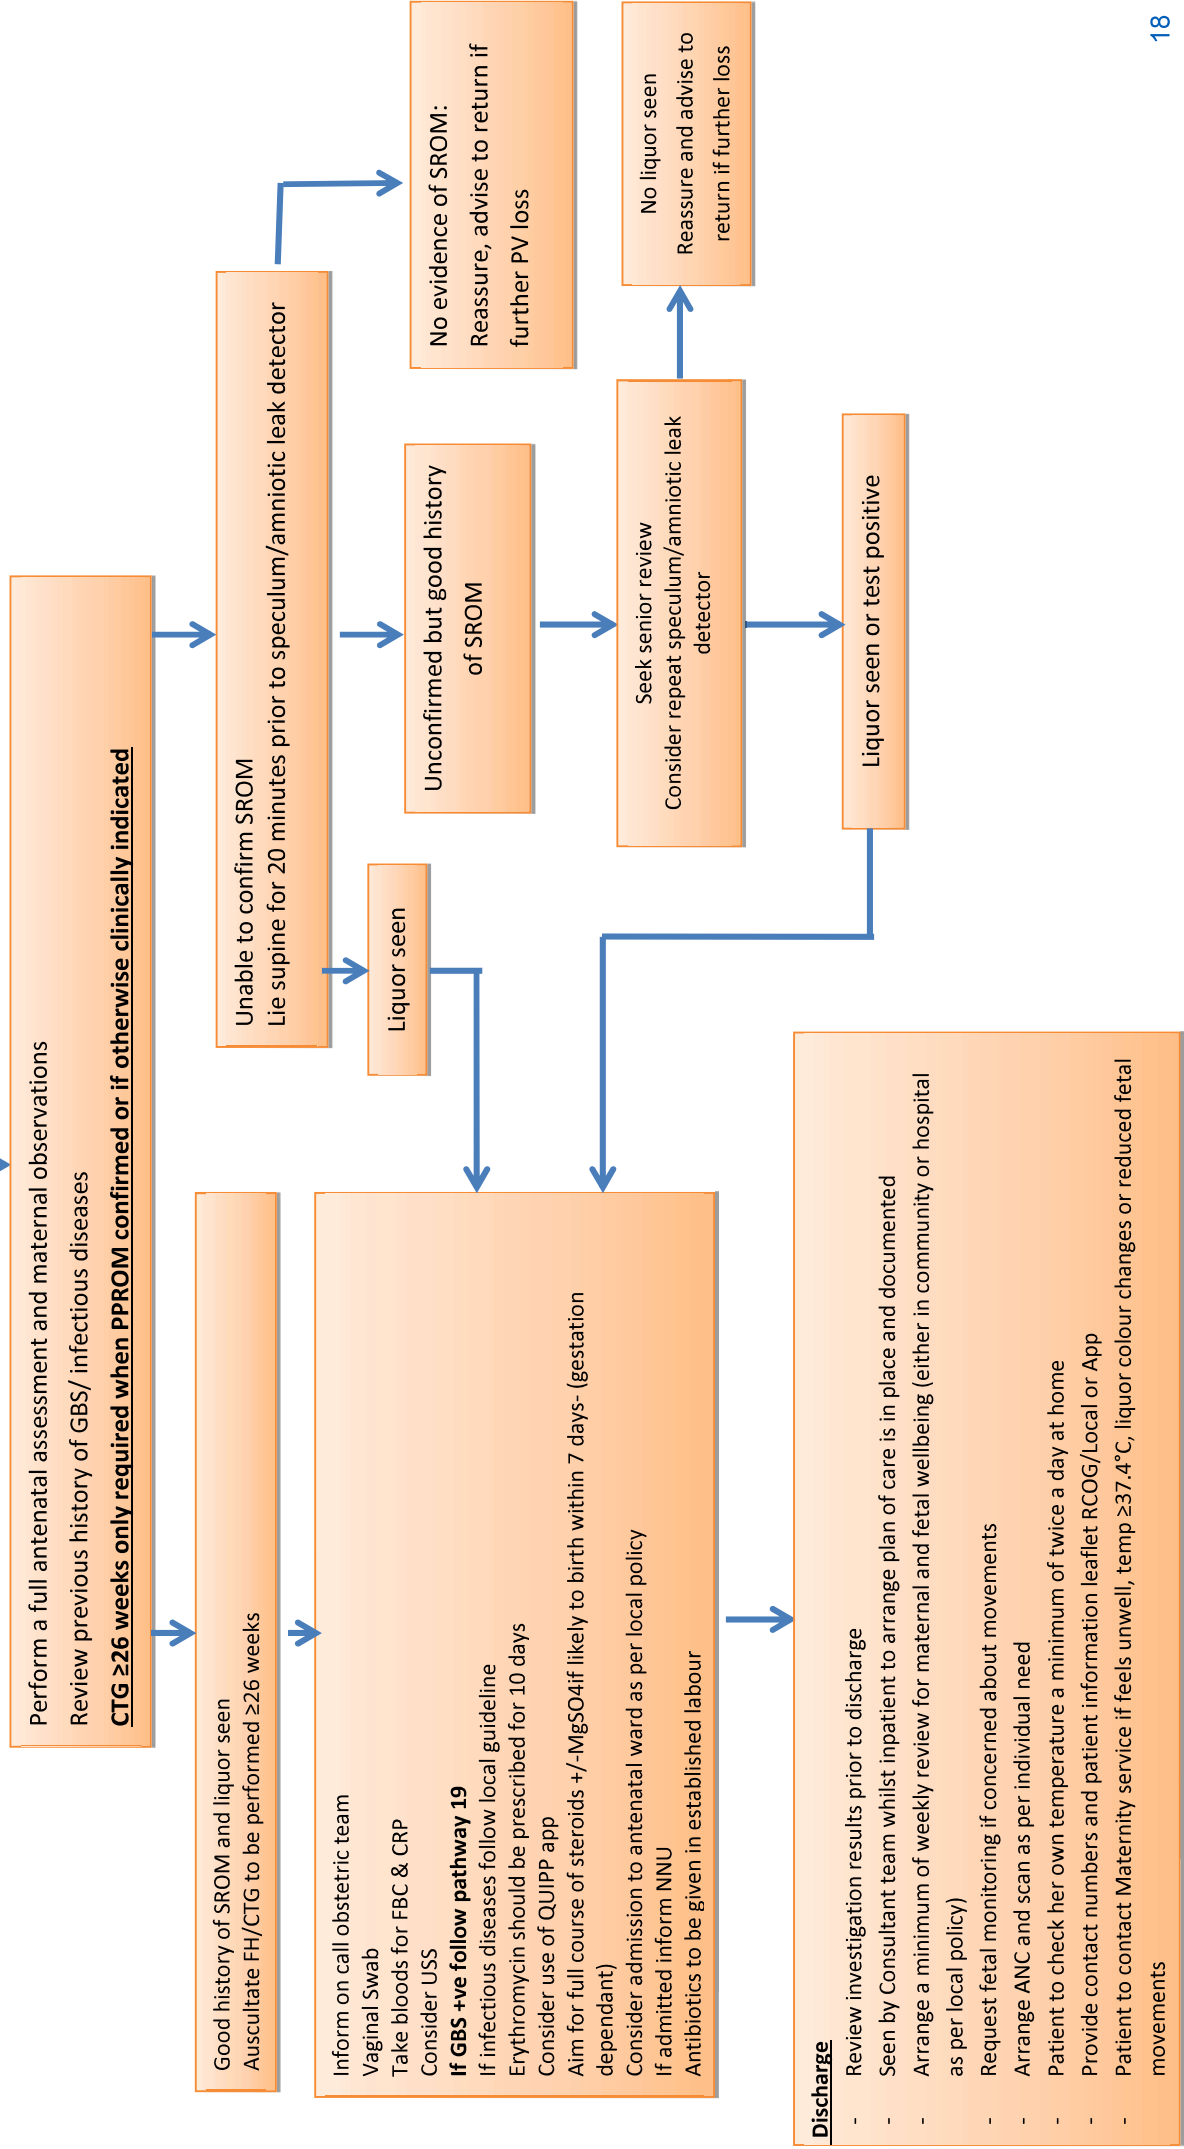 Perform a full antenatal assessment and maternal observations
Review previous history of GBS/ infectious diseases
CTG ≥26 weeks only required when PPROM confirmed or if otherwise clinically indicated
Good history of SROM and liquor seen
Auscultate FH/CTG to be performed ≥26 weeks
Unable to confirm SROM
Lie supine for 20 minutes prior to speculum/amniotic leak detector
Liquor seen
Unconfirmed but good history
of SROM
No evidence of SROM:
Reassure, advise to return if
further PV loss
Inform on call obstetric team
Vaginal Swab
Take bloods for FBC & CRP
Consider USS
If GBS +ve follow pathway 19
If infectious diseases follow local guideline
Erythromycin should be prescribed for 10 days
Consider use of QUIPP app
Aim for full course of steroids +/-MgSO4if likely to birth within 7 days- (gestation
dependant)
Consider admission to antenatal ward as per local policy
If admitted inform NNU
Antibiotics to be given in established labour
Seek senior review
Consider repeat speculum/amniotic leak
detector
No liquor seen
Reassure and advise to
return if further loss
Liquor seen or test positive
Discharge
- Review investigation results prior to discharge
- Seen by Consultant team whilst inpatient to arrange plan of care is in place and documented
- Arrange a minimum of weekly review for maternal and fetal wellbeing (either in community or hospital
as per local policy)
- Request fetal monitoring if concerned about movements
- Arrange ANC and scan as per individual need
- Patient to check her own temperature a minimum of twice a day at home
- Provide contact numbers and patient information leaflet RCOG/Local or App
- Patient to contact Maternity service if feels unwell, temp ≥37.4°C, liquor colour changes or reduced fetal
movements
18